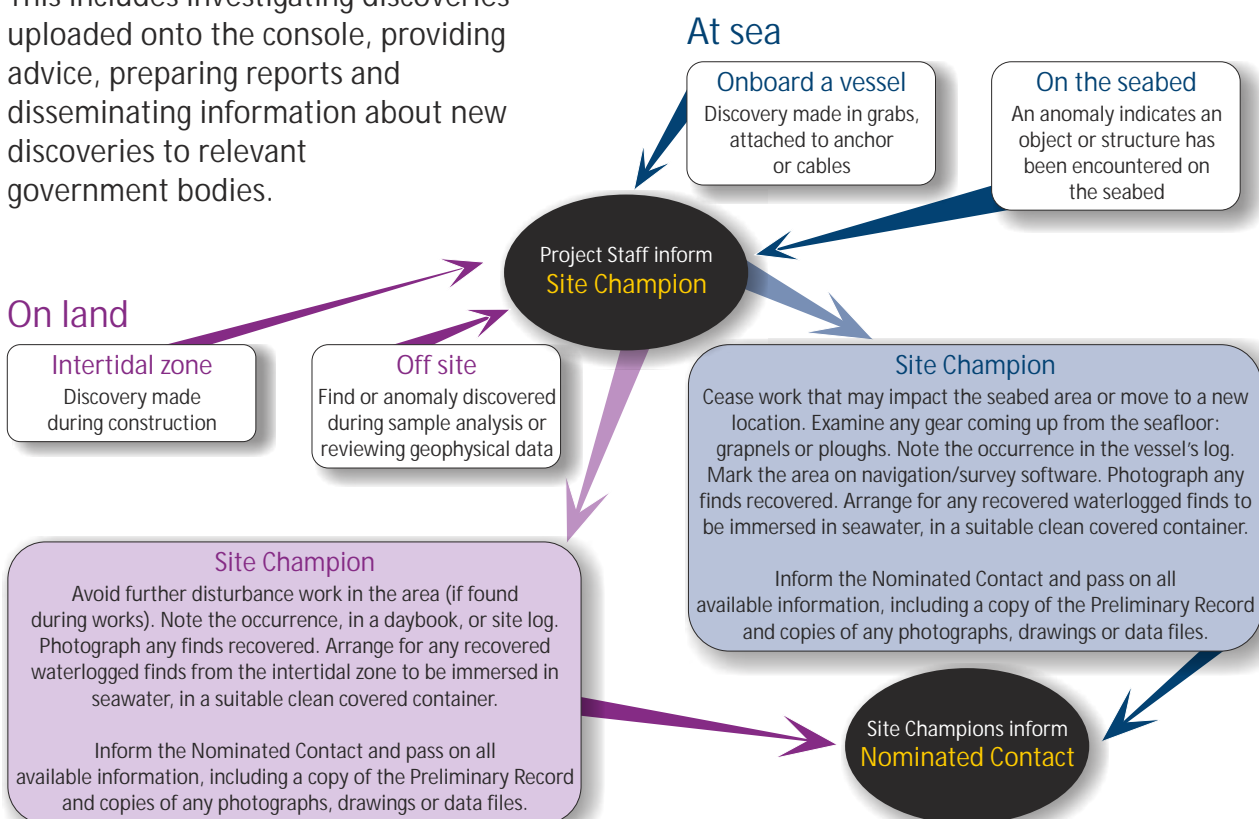 This includes investigating discoveries
uploaded onto the console, providing
advice, preparing reports and
disseminating information about new
discoveries to relevant
government bodies.
At sea
Onboard a vessel
Discovery made in grabs,
attached to anchor
or cables
On the seabed
An anomaly indicates an
object or structure has
been encountered on
the seabed
Project Staff inform
Site Champion
On land
Intertidal zone
Discovery made
during construction
Off site
Find or anomaly discovered
during sample analysis or
reviewing geophysical data
Site Champion
Cease work that may impact the seabed area or move to a new
location. Examine any gear coming up from the seafloor:
grapnels or ploughs. Note the occurrence in the vessel's log.
Mark the area on navigation/survey software. Photograph any
finds recovered. Arrange for any recovered waterlogged finds to
be immersed in seawater, in a suitable clean covered container.
Inform the Nominated Contact and pass on all
available information, including a copy of the Preliminary Record
and copies of any photographs, drawings or data files.
Site Champion
Avoid further disturbance work in the area (if found
during works). Note the occurrence, in a daybook, or site log.
Photograph any finds recovered. Arrange for any recovered
waterlogged finds from the intertidal zone to be immersed in
seawater, in a suitable clean covered container.
Inform the Nominated Contact and pass on all
available information, including a copy of the Preliminary Record
and copies of any photographs, drawings or data files.
Site Champions inform
Nominated Contact